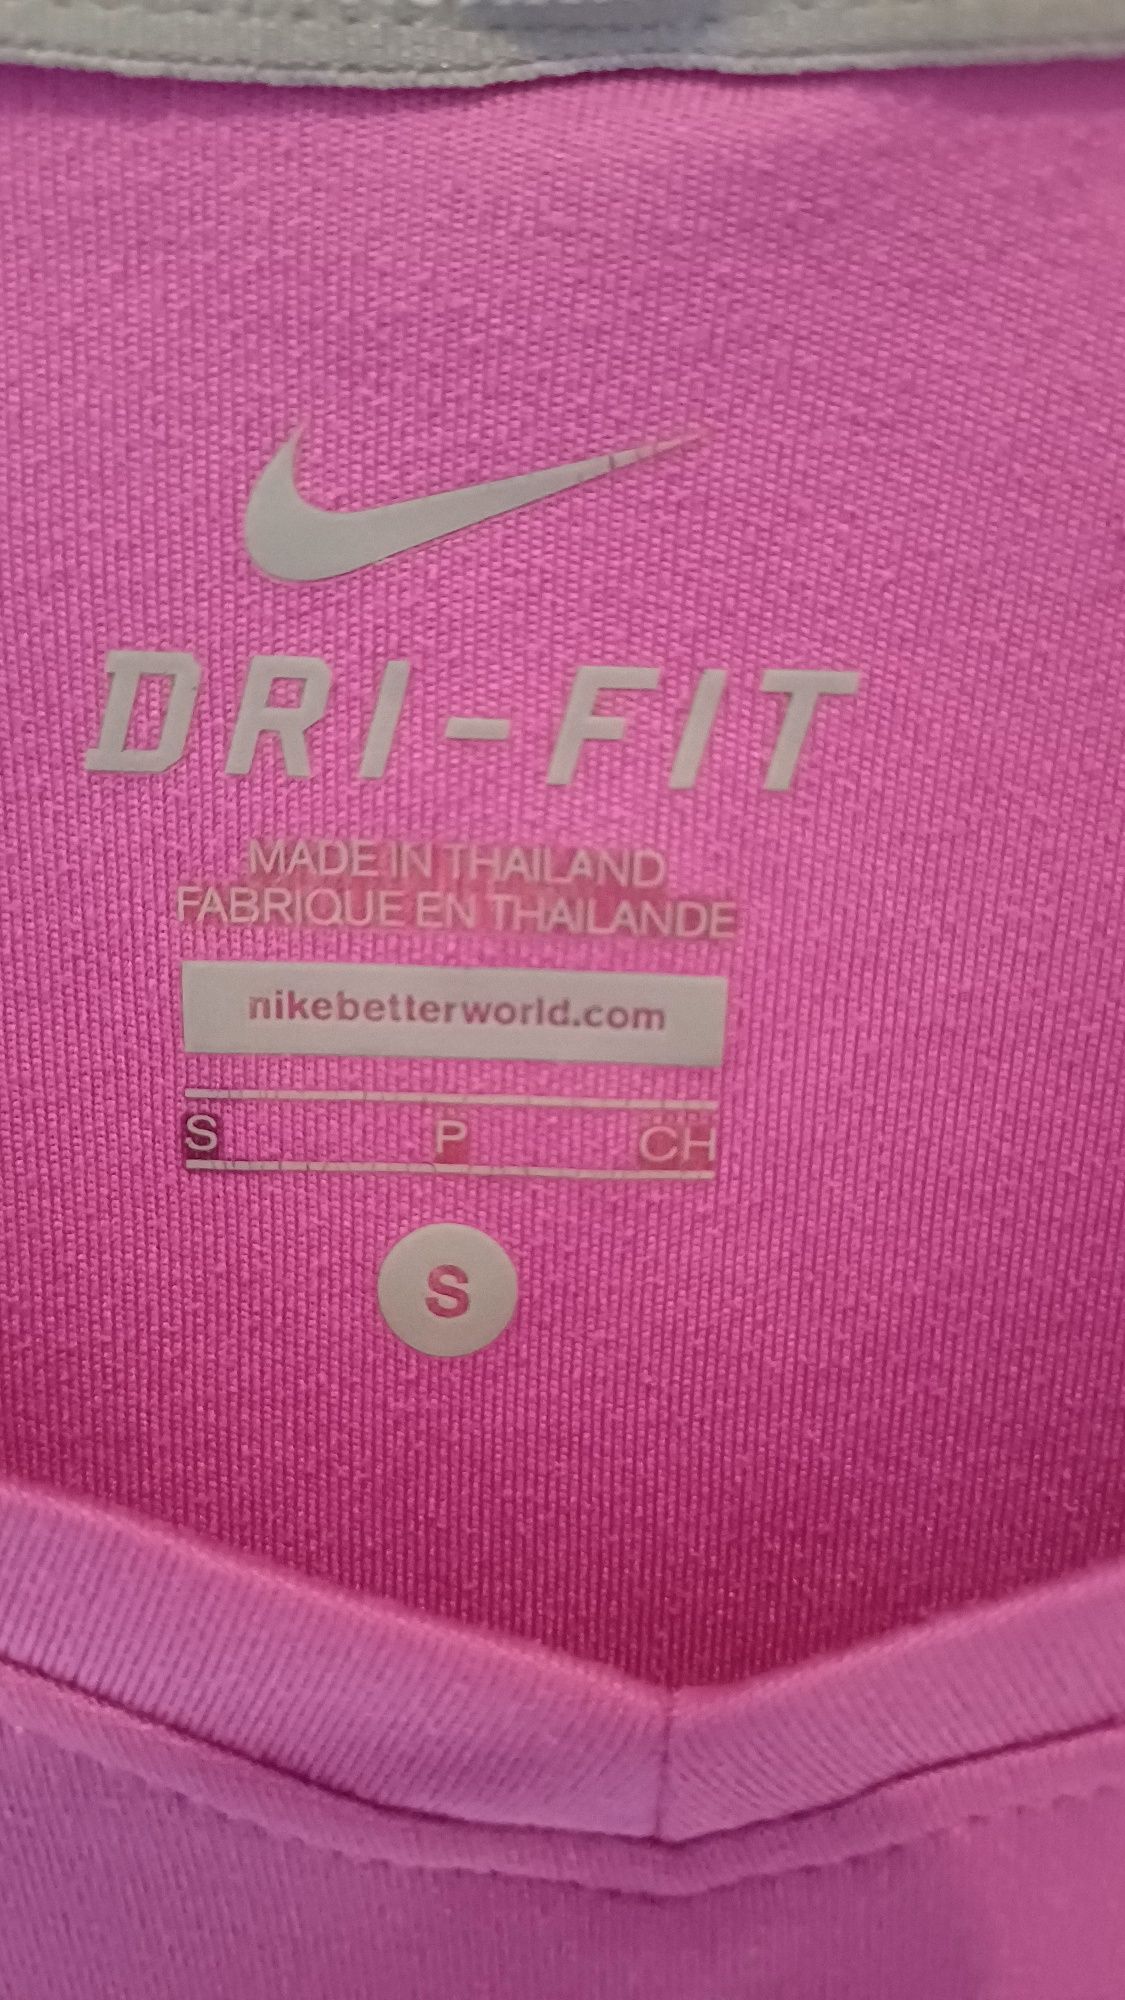 DRI-FIT
MADE IN THAILAND
FABRIQUE EN THAILANDE
nikebetterworld.com
S P CH
S